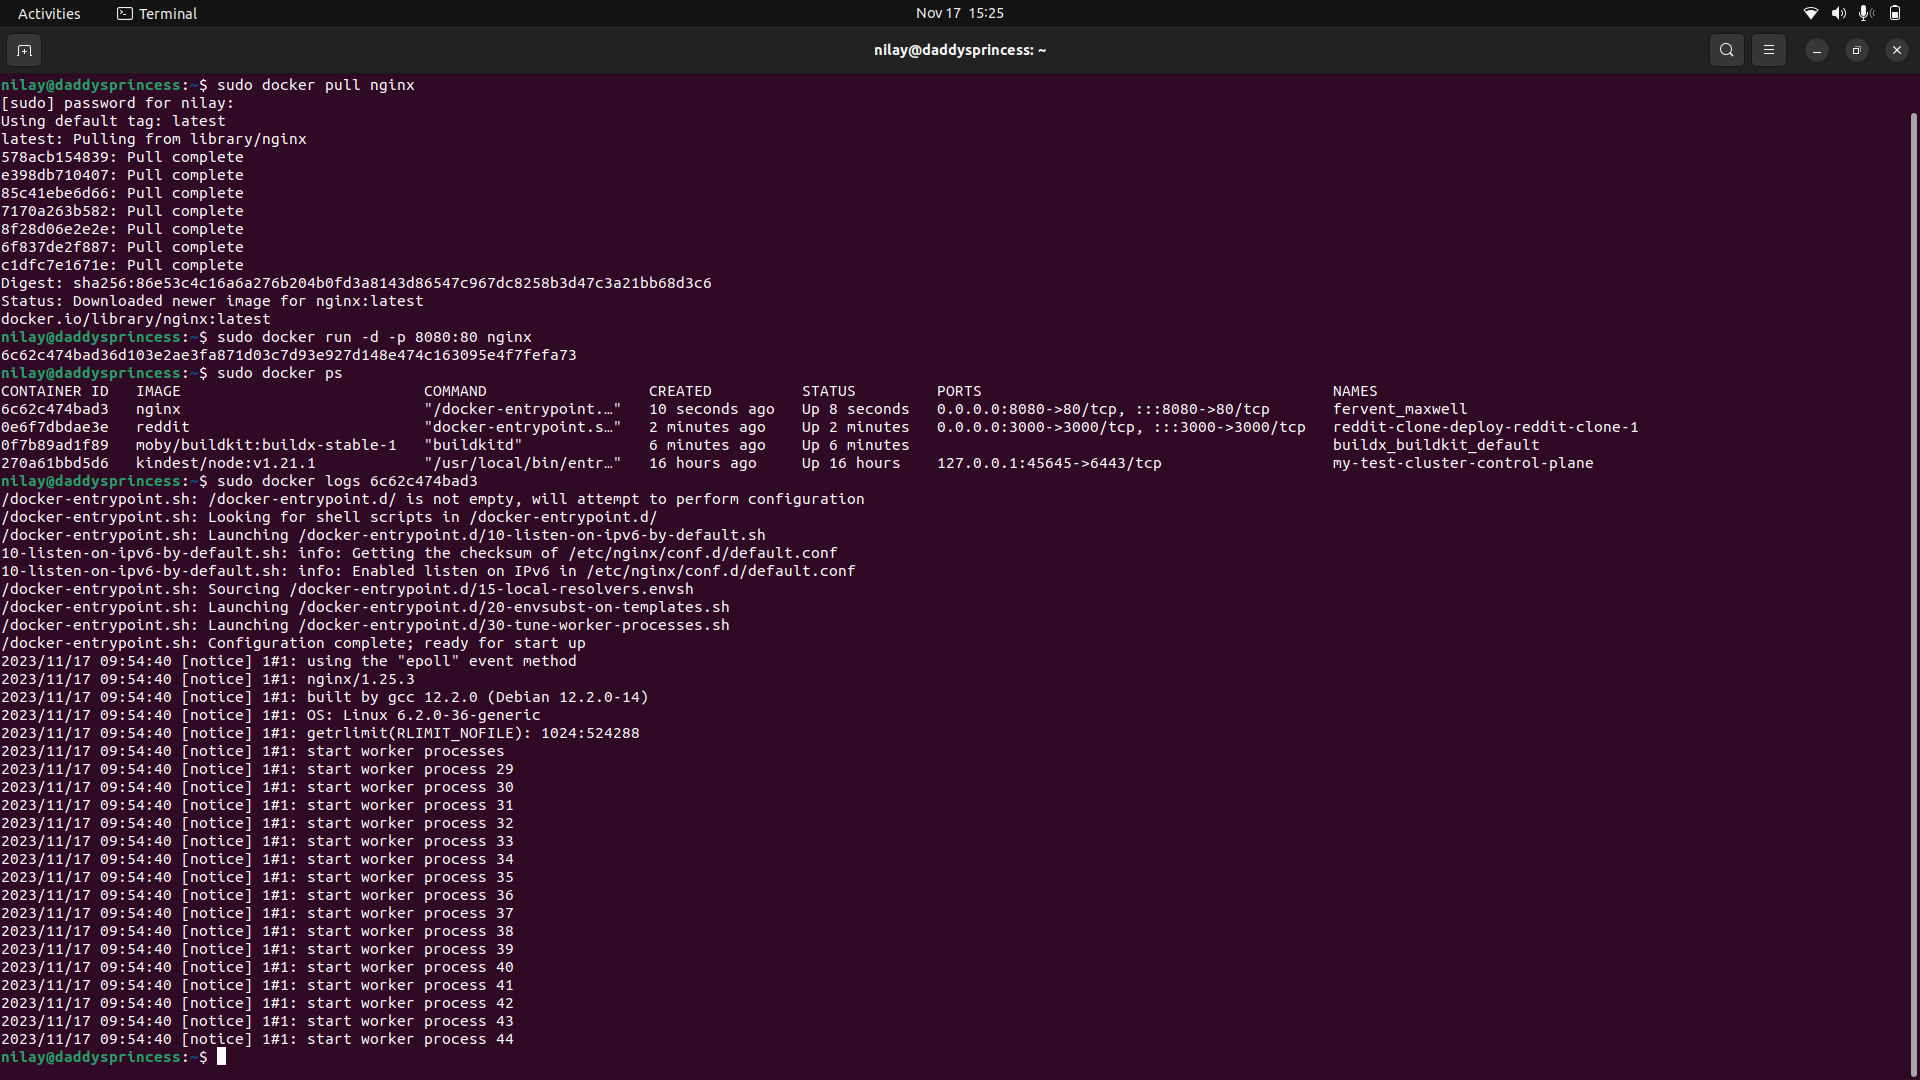 Activities
Terminal
Nov 17 15:25
nilay@daddysprincess: ~
nilay@daddysprincess:~$ sudo docker pull nginx
[sudo] password for nilay:
Using default tag: latest
latest: Pulling from library/nginx
578acb154839: Pull complete
e398db710407: Pull complete
85c41ebe6d66: Pull complete
7170a263b582: Pull complete
8f28d06e2e2e: Pull complete
6f837de2f887: Pull complete
c1dfc7e1671e: Pull complete
Digest: sha256:86e53c4c16a6a276b204b0fd3a8143d86547c967dc8258b3d47c3a21bb68d3c6
Status: Downloaded newer image for nginx:latest
docker.io/library/nginx:latest
nilay@daddysprincess:~$ sudo docker run -d -p 8080:80 nginx
6c62c474bad36d103e2ae3fa871d03c7d93e927d148e474c163095e4f7fefa73
nilay@daddysprincess:~$ sudo docker ps
CONTAINER ID   IMAGE                           COMMAND                  CREATED          STATUS         PORTS                                       NAMES
6c62c474bad3   nginx                           "/docker-entrypoint.…"   10 seconds ago   Up 8 seconds   0.0.0.0:8080->80/tcp, :::8080->80/tcp       fervent_maxwell
0e6f7dbdae3e   reddit                          "docker-entrypoint.s…"   2 minutes ago    Up 2 minutes   0.0.0.0:3000->3000/tcp, :::3000->3000/tcp   reddit-clone-deploy-reddit-clone-1
0f7b89ad1f89   moby/buildkit:buildx-stable-1   "buildkitd"              6 minutes ago    Up 6 minutes                                               buildx_buildkit_default
270a61bbd5d6   kindest/node:v1.21.1            "/usr/local/bin/entr…"   16 hours ago     Up 16 hours    127.0.0.1:45645->6443/tcp                   my-test-cluster-control-plane
nilay@daddysprincess:~$ sudo docker logs 6c62c474bad3
/docker-entrypoint.sh: /docker-entrypoint.d/ is not empty, will attempt to perform configuration
/docker-entrypoint.sh: Looking for shell scripts in /docker-entrypoint.d/
/docker-entrypoint.sh: Launching /docker-entrypoint.d/10-listen-on-ipv6-by-default.sh
10-listen-on-ipv6-by-default.sh: info: Getting the checksum of /etc/nginx/conf.d/default.conf
10-listen-on-ipv6-by-default.sh: info: Enabled listen on IPv6 in /etc/nginx/conf.d/default.conf
/docker-entrypoint.sh: Sourcing /docker-entrypoint.d/15-local-resolvers.envsh
/docker-entrypoint.sh: Launching /docker-entrypoint.d/20-envsubst-on-templates.sh
/docker-entrypoint.sh: Launching /docker-entrypoint.d/30-tune-worker-processes.sh
/docker-entrypoint.sh: Configuration complete; ready for start up
2023/11/17 09:54:40 [notice] 1#1: using the "epoll" event method
2023/11/17 09:54:40 [notice] 1#1: nginx/1.25.3
2023/11/17 09:54:40 [notice] 1#1: built by gcc 12.2.0 (Debian 12.2.0-14)
2023/11/17 09:54:40 [notice] 1#1: OS: Linux 6.2.0-36-generic
2023/11/17 09:54:40 [notice] 1#1: getrlimit(RLIMIT_NOFILE): 1024:524288
2023/11/17 09:54:40 [notice] 1#1: start worker processes
2023/11/17 09:54:40 [notice] 1#1: start worker process 29
2023/11/17 09:54:40 [notice] 1#1: start worker process 30
2023/11/17 09:54:40 [notice] 1#1: start worker process 31
2023/11/17 09:54:40 [notice] 1#1: start worker process 32
2023/11/17 09:54:40 [notice] 1#1: start worker process 33
2023/11/17 09:54:40 [notice] 1#1: start worker process 34
2023/11/17 09:54:40 [notice] 1#1: start worker process 35
2023/11/17 09:54:40 [notice] 1#1: start worker process 36
2023/11/17 09:54:40 [notice] 1#1: start worker process 37
2023/11/17 09:54:40 [notice] 1#1: start worker process 38
2023/11/17 09:54:40 [notice] 1#1: start worker process 39
2023/11/17 09:54:40 [notice] 1#1: start worker process 40
2023/11/17 09:54:40 [notice] 1#1: start worker process 41
2023/11/17 09:54:40 [notice] 1#1: start worker process 42
2023/11/17 09:54:40 [notice] 1#1: start worker process 43
2023/11/17 09:54:40 [notice] 1#1: start worker process 44
nilay@daddysprincess:~$